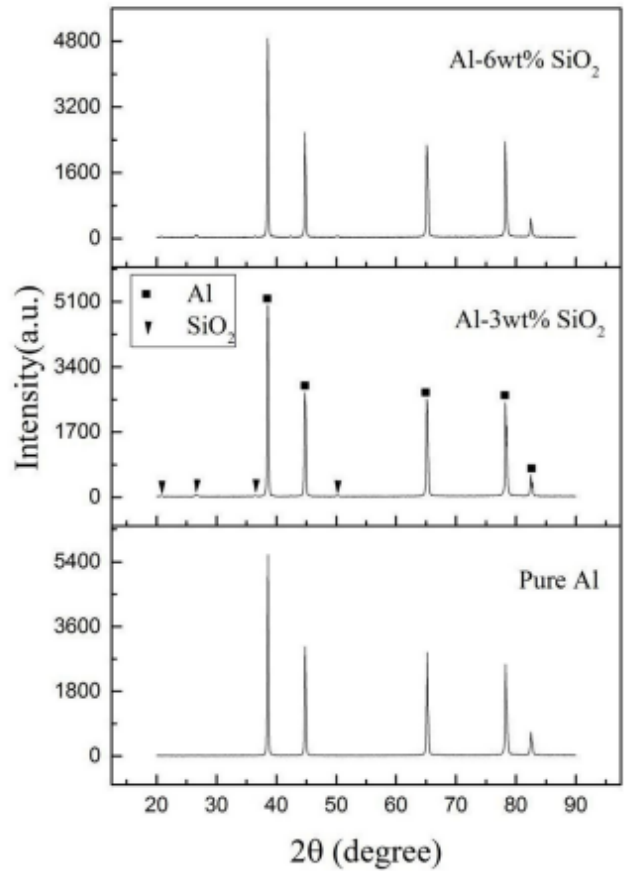 4800
Al-6wt% SiO₂
3200
1600
0
Al
SiO₂
5100
Al-3wt% SiO₂
3400
1700
0
Intensity(a.u.)
5400
Pure Al
3600
1800
0
20 30 40 50 60 70 80 90
2θ (degree)